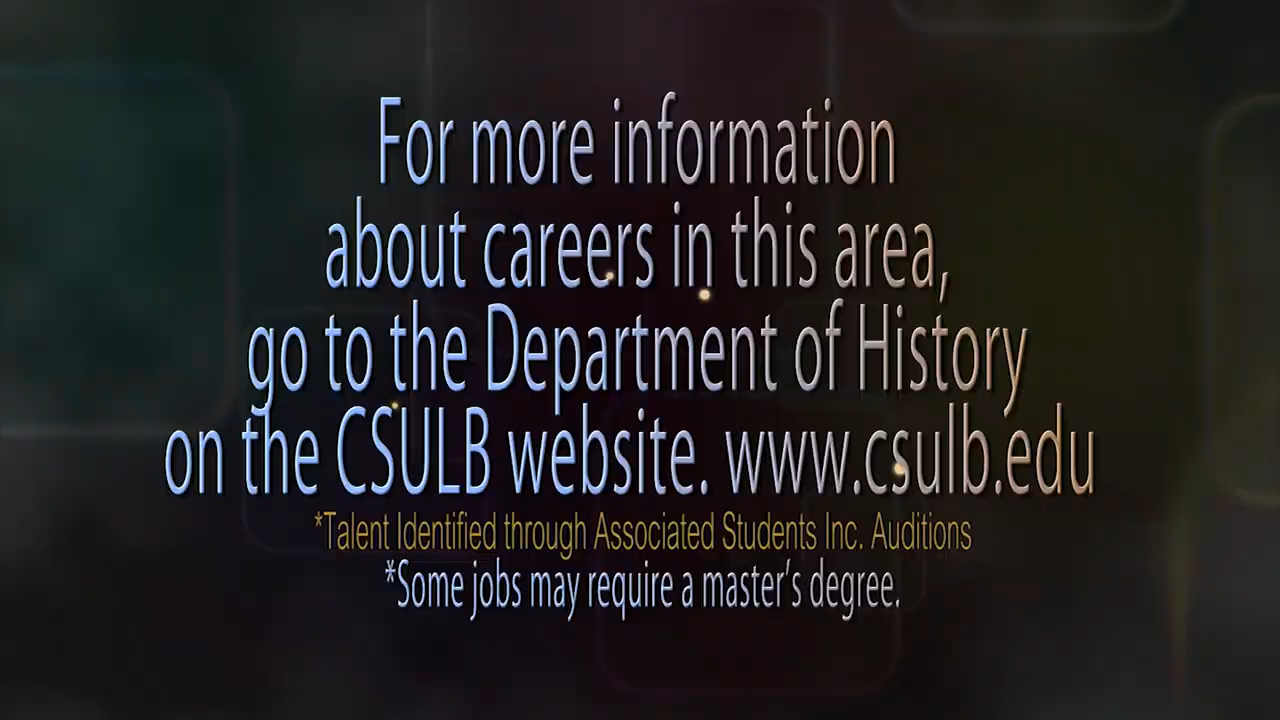 For more information
about careers in this area,
go to the Department of History
on the CSULB website. www.csulb.edu
*Talent Identified through Associated Students Inc. Auditions
*Some jobs may require a master’s degree.